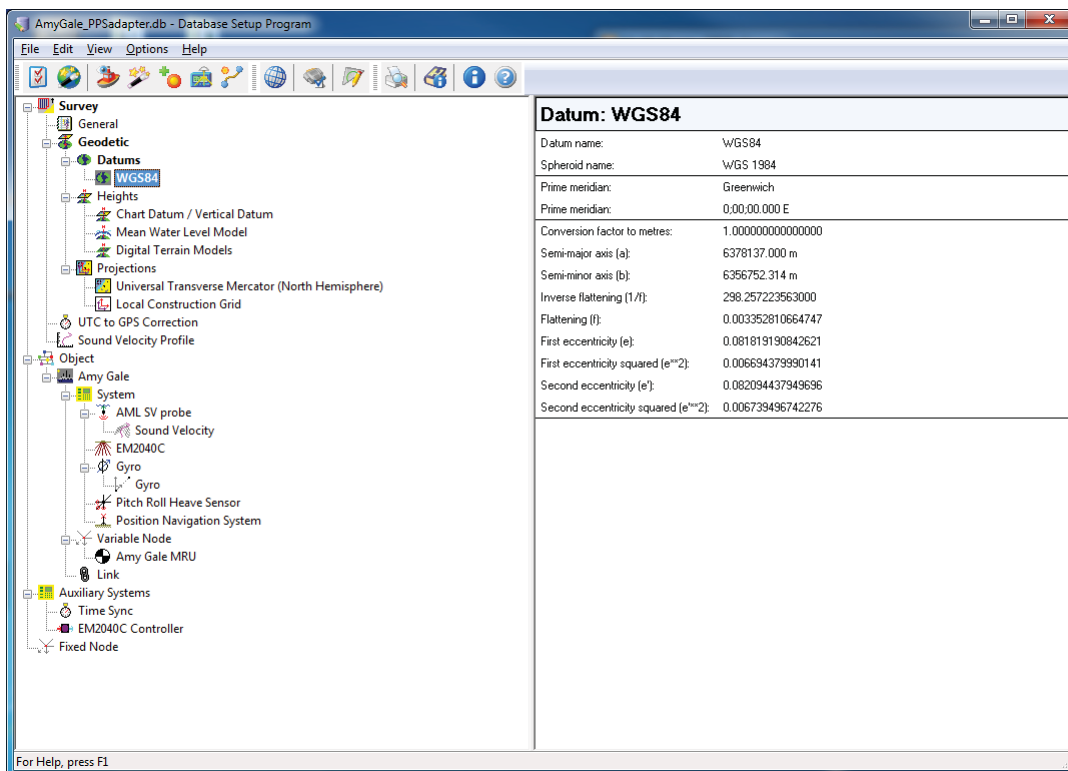 AmyGale_PPSadapter.db - Database Setup Program
File Edit View Options Help
Survey
General
Geodetic
Datums
WGS84
Heights
Chart Datum / Vertical Datum
Mean Water Level Model
Digital Terrain Models
Projections
Universal Transverse Mercator (North Hemisphere)
Local Construction Grid
UTC to GPS Correction
Sound Velocity Profile
Object
Amy Gale
System
AML SV probe
Sound Velocity
EM2040C
Gyro
Gyro
Pitch Roll Heave Sensor
Position Navigation System
Variable Node
Amy Gale MRU
Link
Auxiliary Systems
Time Sync
EM2040C Controller
Fixed Node
Datum: WGS84
Datum name: WGS84
Spheroid name: WGS 1984
Prime meridian: Greenwich
Prime meridian: 0;00;00.000 E
Conversion factor to metres: 1.000000000000000
Semi-major axis (a): 6378137.000 m
Semi-minor axis (b): 6356752.314 m
Inverse flattening (1/f): 298.257223563000
Flattening (f): 0.003352810664747
First eccentricity (e): 0.081819190842621
First eccentricity squared (e**2): 0.006694379990141
Second eccentricity (e'): 0.082094437949696
Second eccentricity squared (e'**2): 0.006739496742276
For Help, press F1